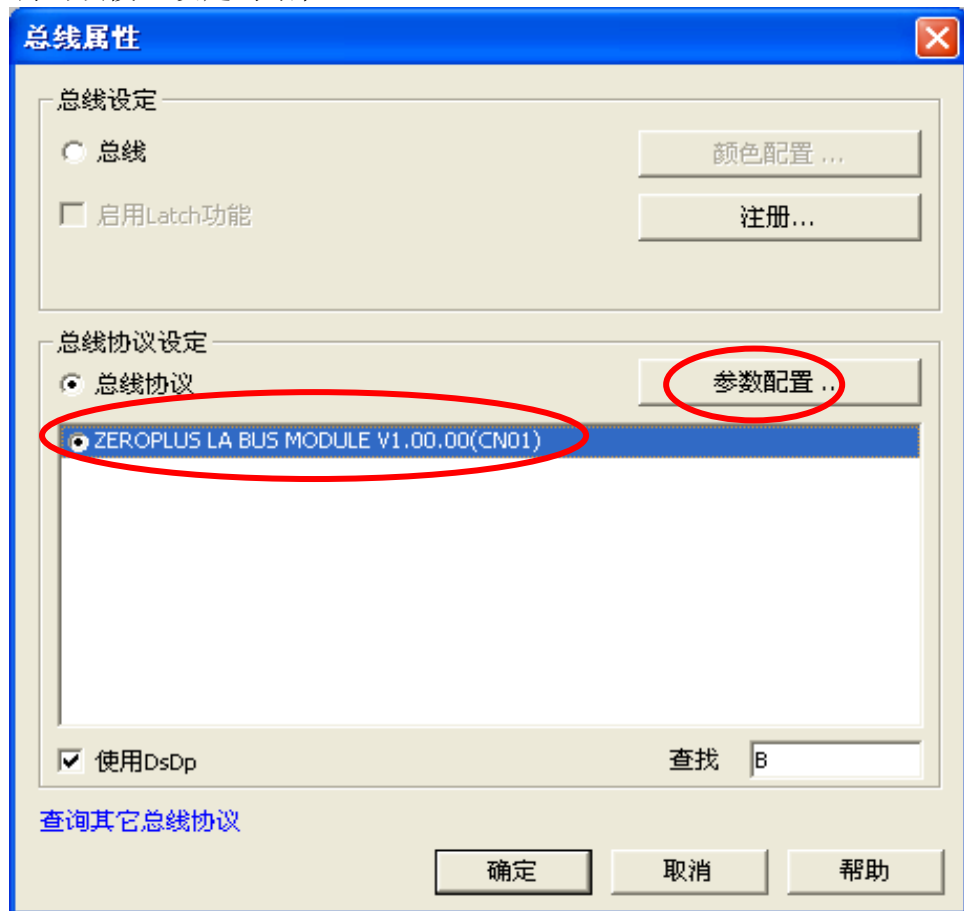 总线属性
总线设定
总线
颜色配置 ...
启用Latch功能
注册...
总线协议设定
总线协议
参数配置 ..
ZEROPLUS LA BUS MODULE V1.00.00(CN01)
使用DsDp
查找 B
查询其它总线协议
确定 取消 帮助